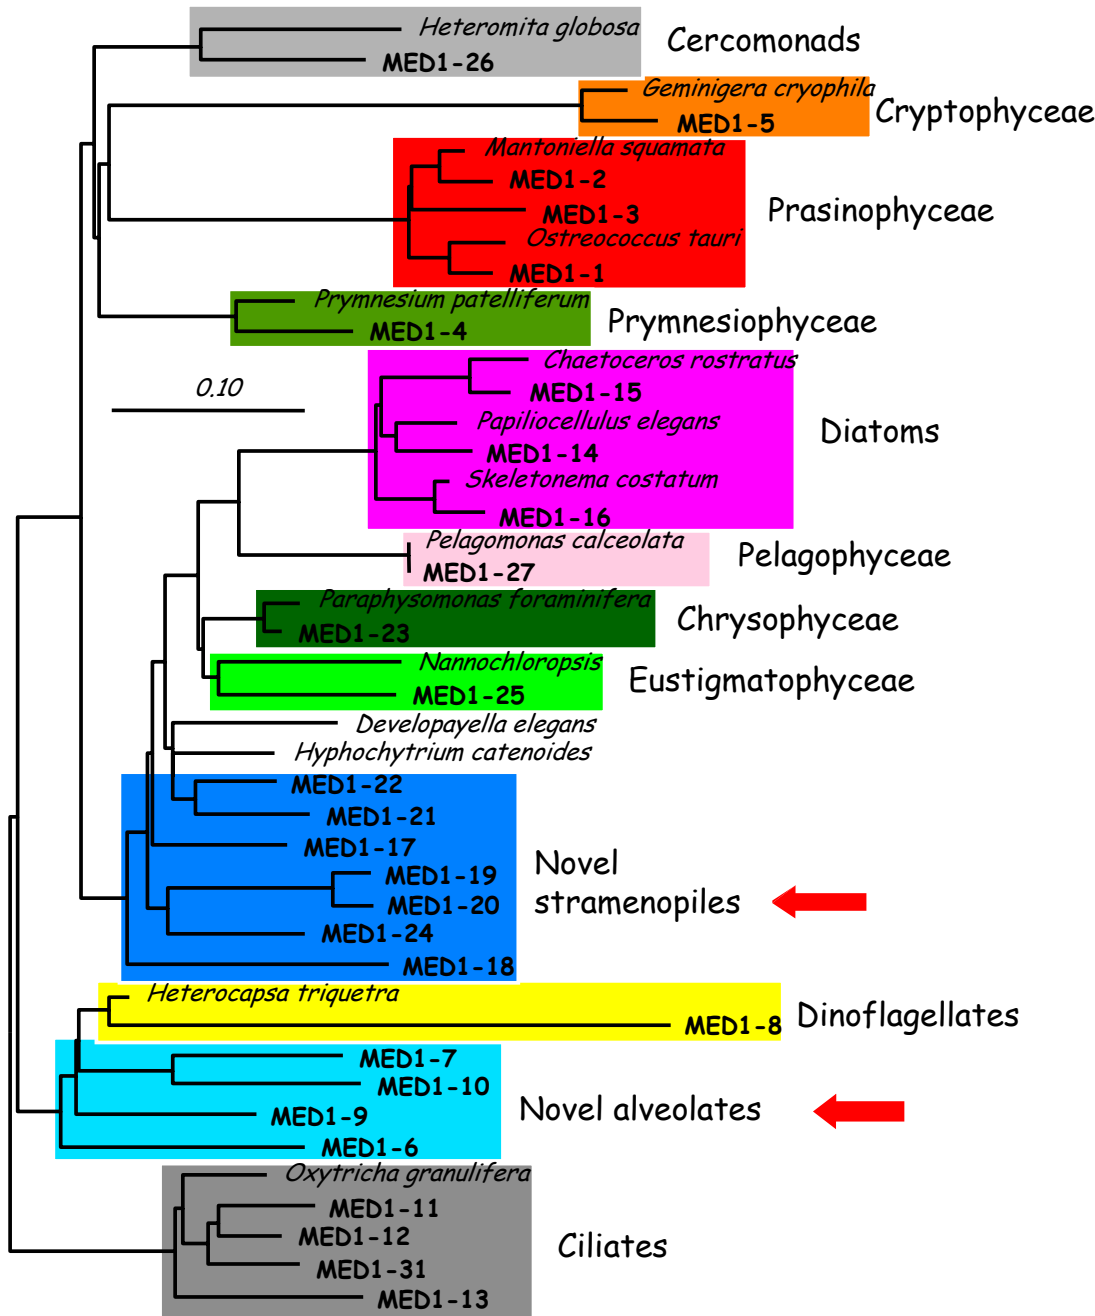 Heteromita globosa
Cercomonads
MED1-26
Geminigera cryophila
Cryptophyceae
MED1-5
Mantoniella squamata
MED1-2
Prasinophyceae
MED1-3
Ostreococcus tauri
MED1-1
Prymnesium patelliferum
Prymnesiophyceae
MED1-4
Chaetoceros rostratus
0.10
MED1-15
Papiliocellulus elegans
Diatoms
MED1-14
Skeletonema costatum
MED1-16
Pelagomonas calceolata
Pelagophyceae
MED1-27
Paraphysomonas foraminifera
Chrysophyceae
MED1-23
Nannochloropsis
Eustigmatophyceae
MED1-25
Developayella elegans
Hyphochytrium catenoides
MED1-22
MED1-21
MED1-17
Novel
stramenopiles
MED1-19
MED1-20
MED1-24
MED1-18
Heterocapsa triquetra
Dinoflagellates
MED1-8
MED1-7
MED1-10
Novel alveolates
MED1-9
MED1-6
Oxytricha granulifera
MED1-11
MED1-12
Ciliates
MED1-31
MED1-13